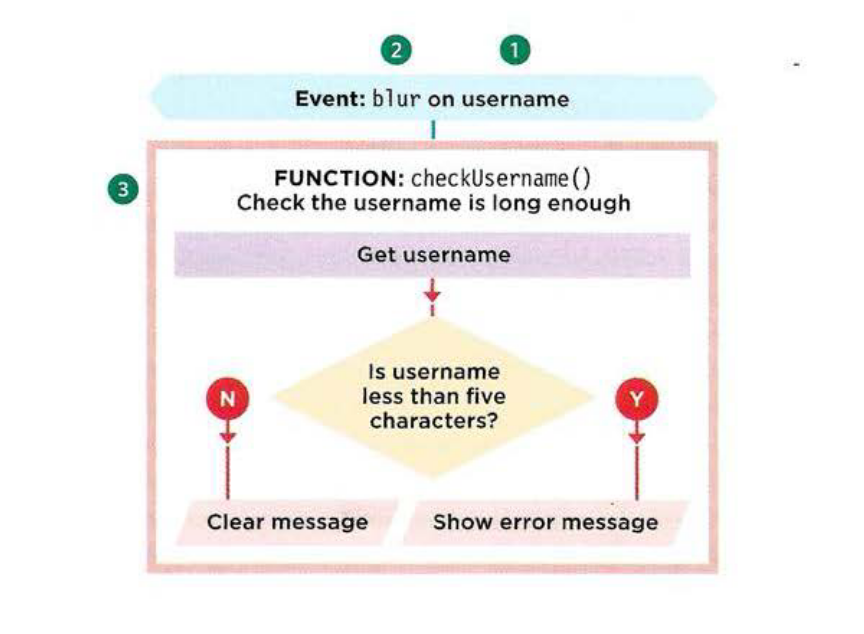 2 1
Event: blur on username
3
FUNCTION: checkUsername()
Check the username is long enough
Get username
Is username
less than five
characters?
N
Y
Clear message
Show error message